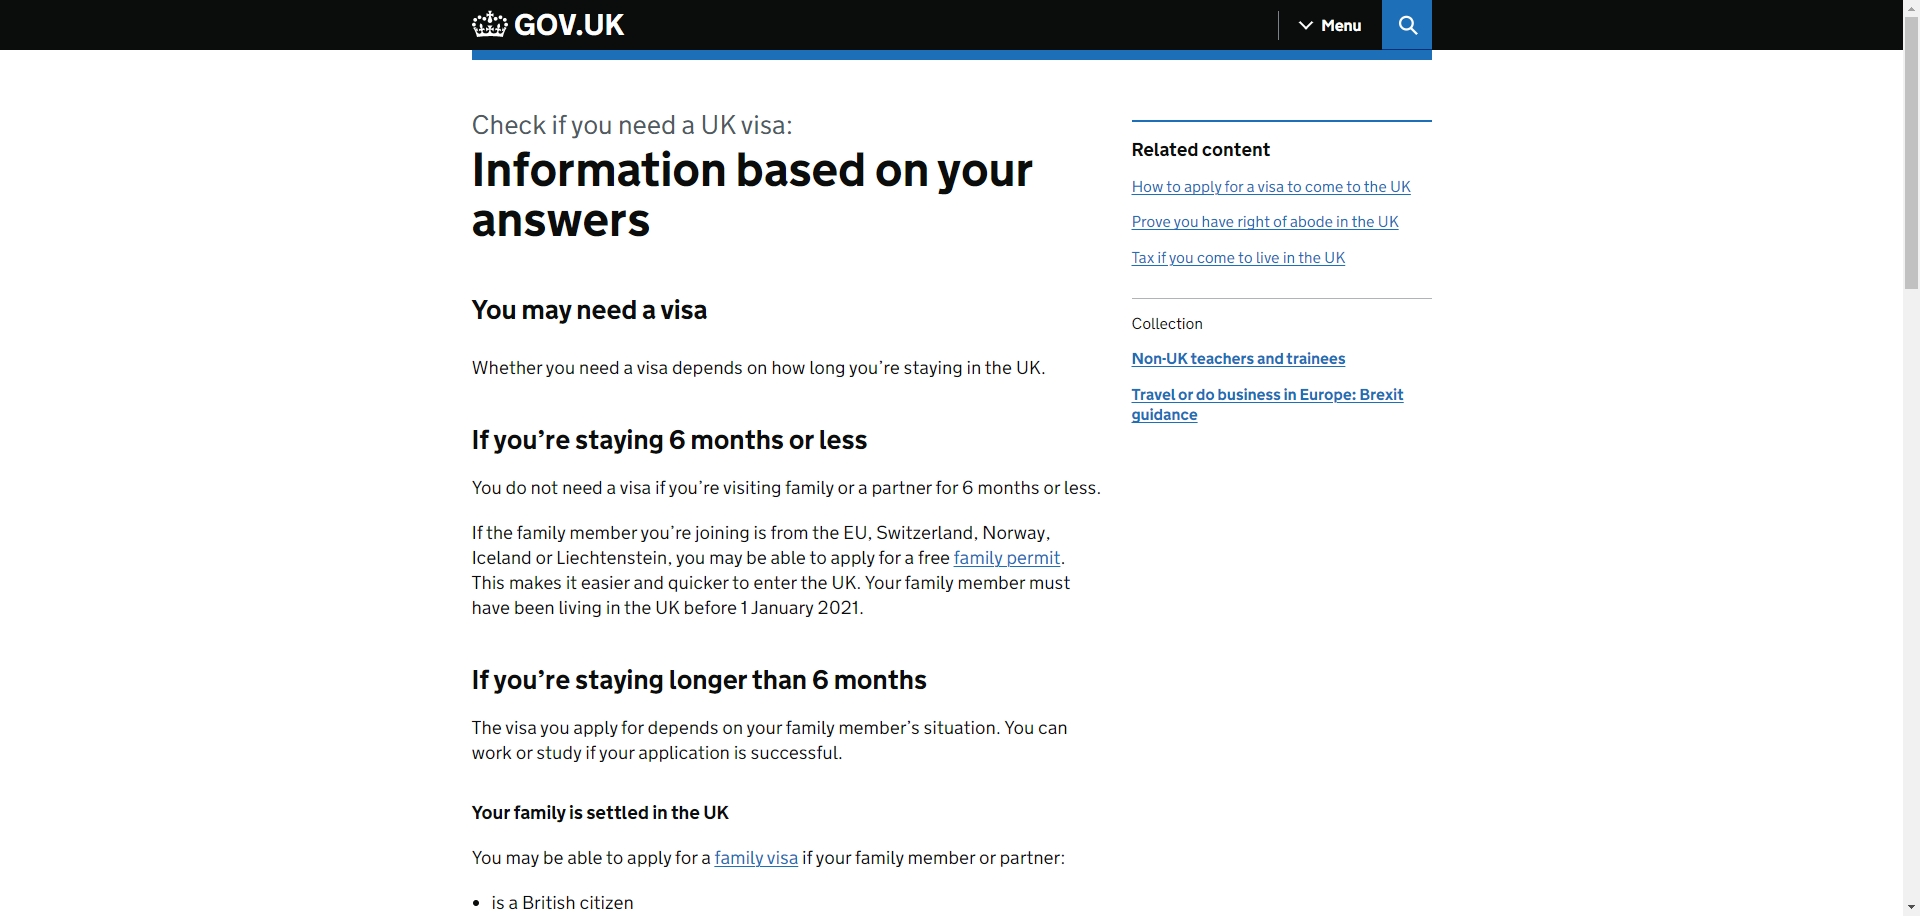 GOV.UK
Menu
Check if you need a UK visa:
Information based on your
answers
You may need a visa
Whether you need a visa depends on how long you’re staying in the UK.
If you’re staying 6 months or less
You do not need a visa if you’re visiting family or a partner for 6 months or less.
If the family member you’re joining is from the EU, Switzerland, Norway,
Iceland or Liechtenstein, you may be able to apply for a free family permit.
This makes it easier and quicker to enter the UK. Your family member must
have been living in the UK before 1 January 2021.
If you’re staying longer than 6 months
The visa you apply for depends on your family member’s situation. You can
work or study if your application is successful.
Your family is settled in the UK
You may be able to apply for a family visa if your family member or partner:
• is a British citizen
Related content
How to apply for a visa to come to the UK
Prove you have right of abode in the UK
Tax if you come to live in the UK
Collection
Non-UK teachers and trainees
Travel or do business in Europe: Brexit
guidance